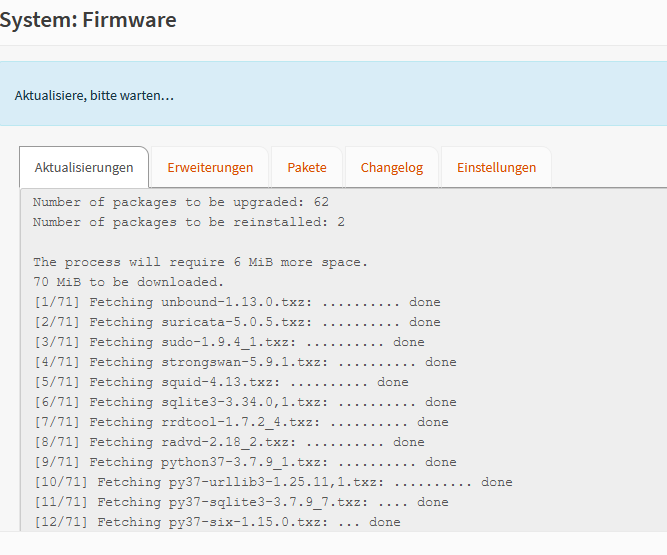 System: Firmware
Aktualisiere, bitte warten…
Aktualisierungen Erweiterungen Pakete Changelog Einstellungen
Number of packages to be upgraded: 62
Number of packages to be reinstalled: 2
The process will require 6 MiB more space.
70 MiB to be downloaded.
[1/71] Fetching unbound-1.13.0.txz: .......... done
[2/71] Fetching suricata-5.0.5.txz: .......... done
[3/71] Fetching sudo-1.9.4_1.txz: .......... done
[4/71] Fetching strongswan-5.9.1.txz: .......... done
[5/71] Fetching squid-4.13.txz: .......... done
[6/71] Fetching sqlite3-3.34.0,1.txz: .......... done
[7/71] Fetching rrdtool-1.7.2_4.txz: .......... done
[8/71] Fetching radvd-2.18_2.txz: .......... done
[9/71] Fetching python37-3.7.9_1.txz: .......... done
[10/71] Fetching py37-urllib3-1.25.11,1.txz: .......... done
[11/71] Fetching py37-sqlite3-3.7.9_7.txz: .... done
[12/71] Fetching py37-six-1.15.0.txz: ... done